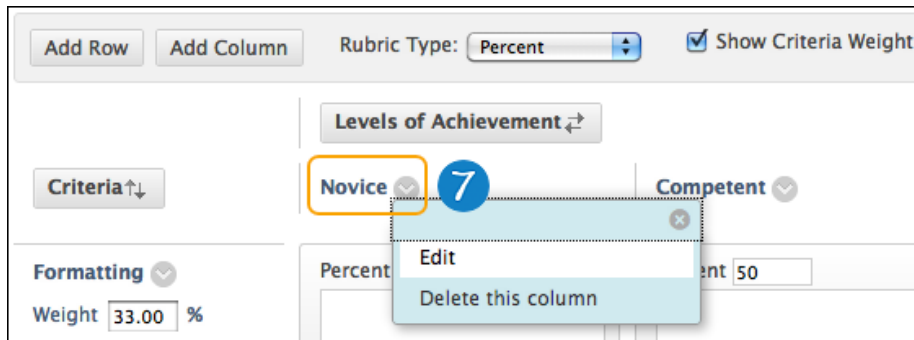 Add Row Add Column Rubric Type: Percent Show Criteria Weight
Levels of Achievement
Criteria Novice 7 Competent
Edit
Delete this column
Formatting Percent 50
Weight 33.00 %